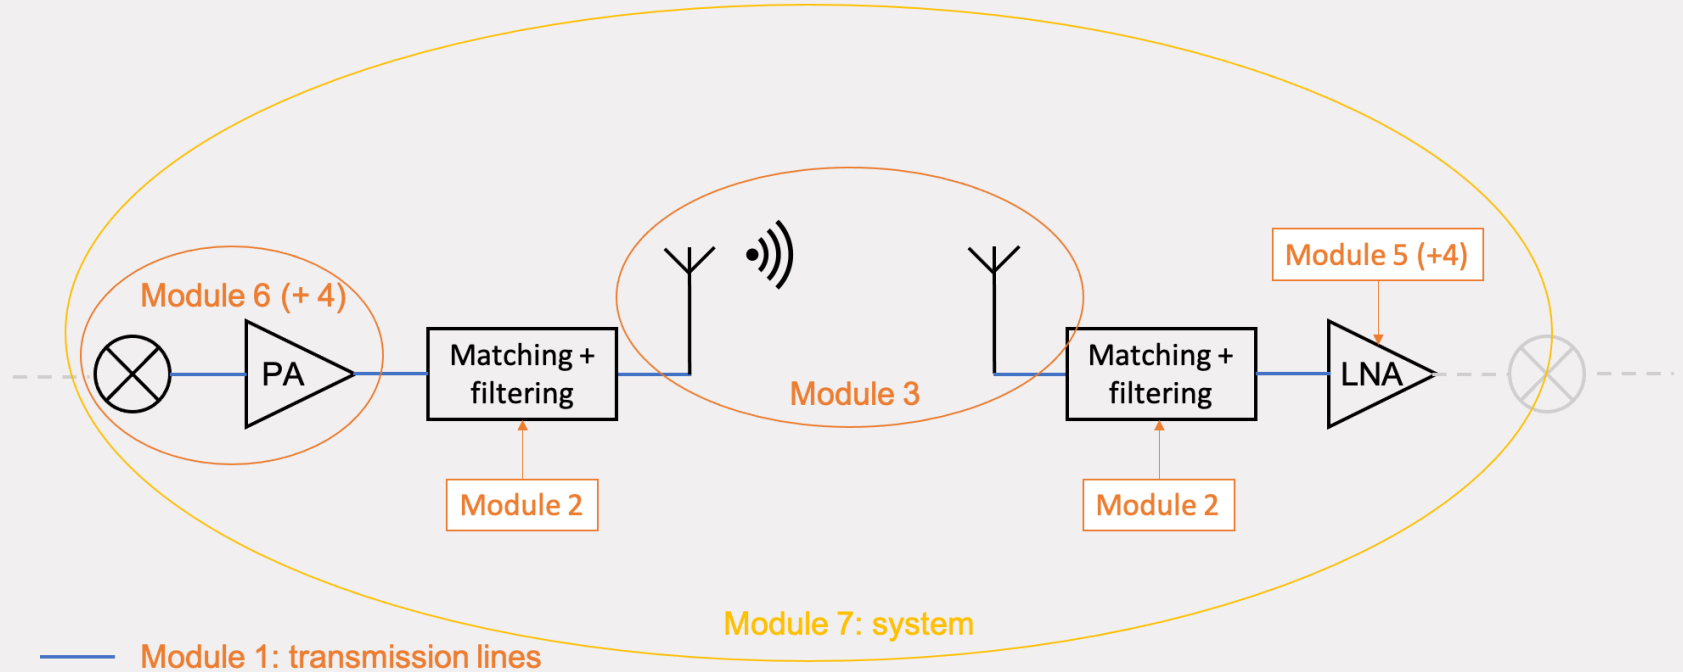 Module 6 (+ 4)
PA
Matching +
filtering
Module 2
Module 3
Matching +
filtering
Module 2
Module 5 (+4)
LNA
Module 7: system
Module 1: transmission lines